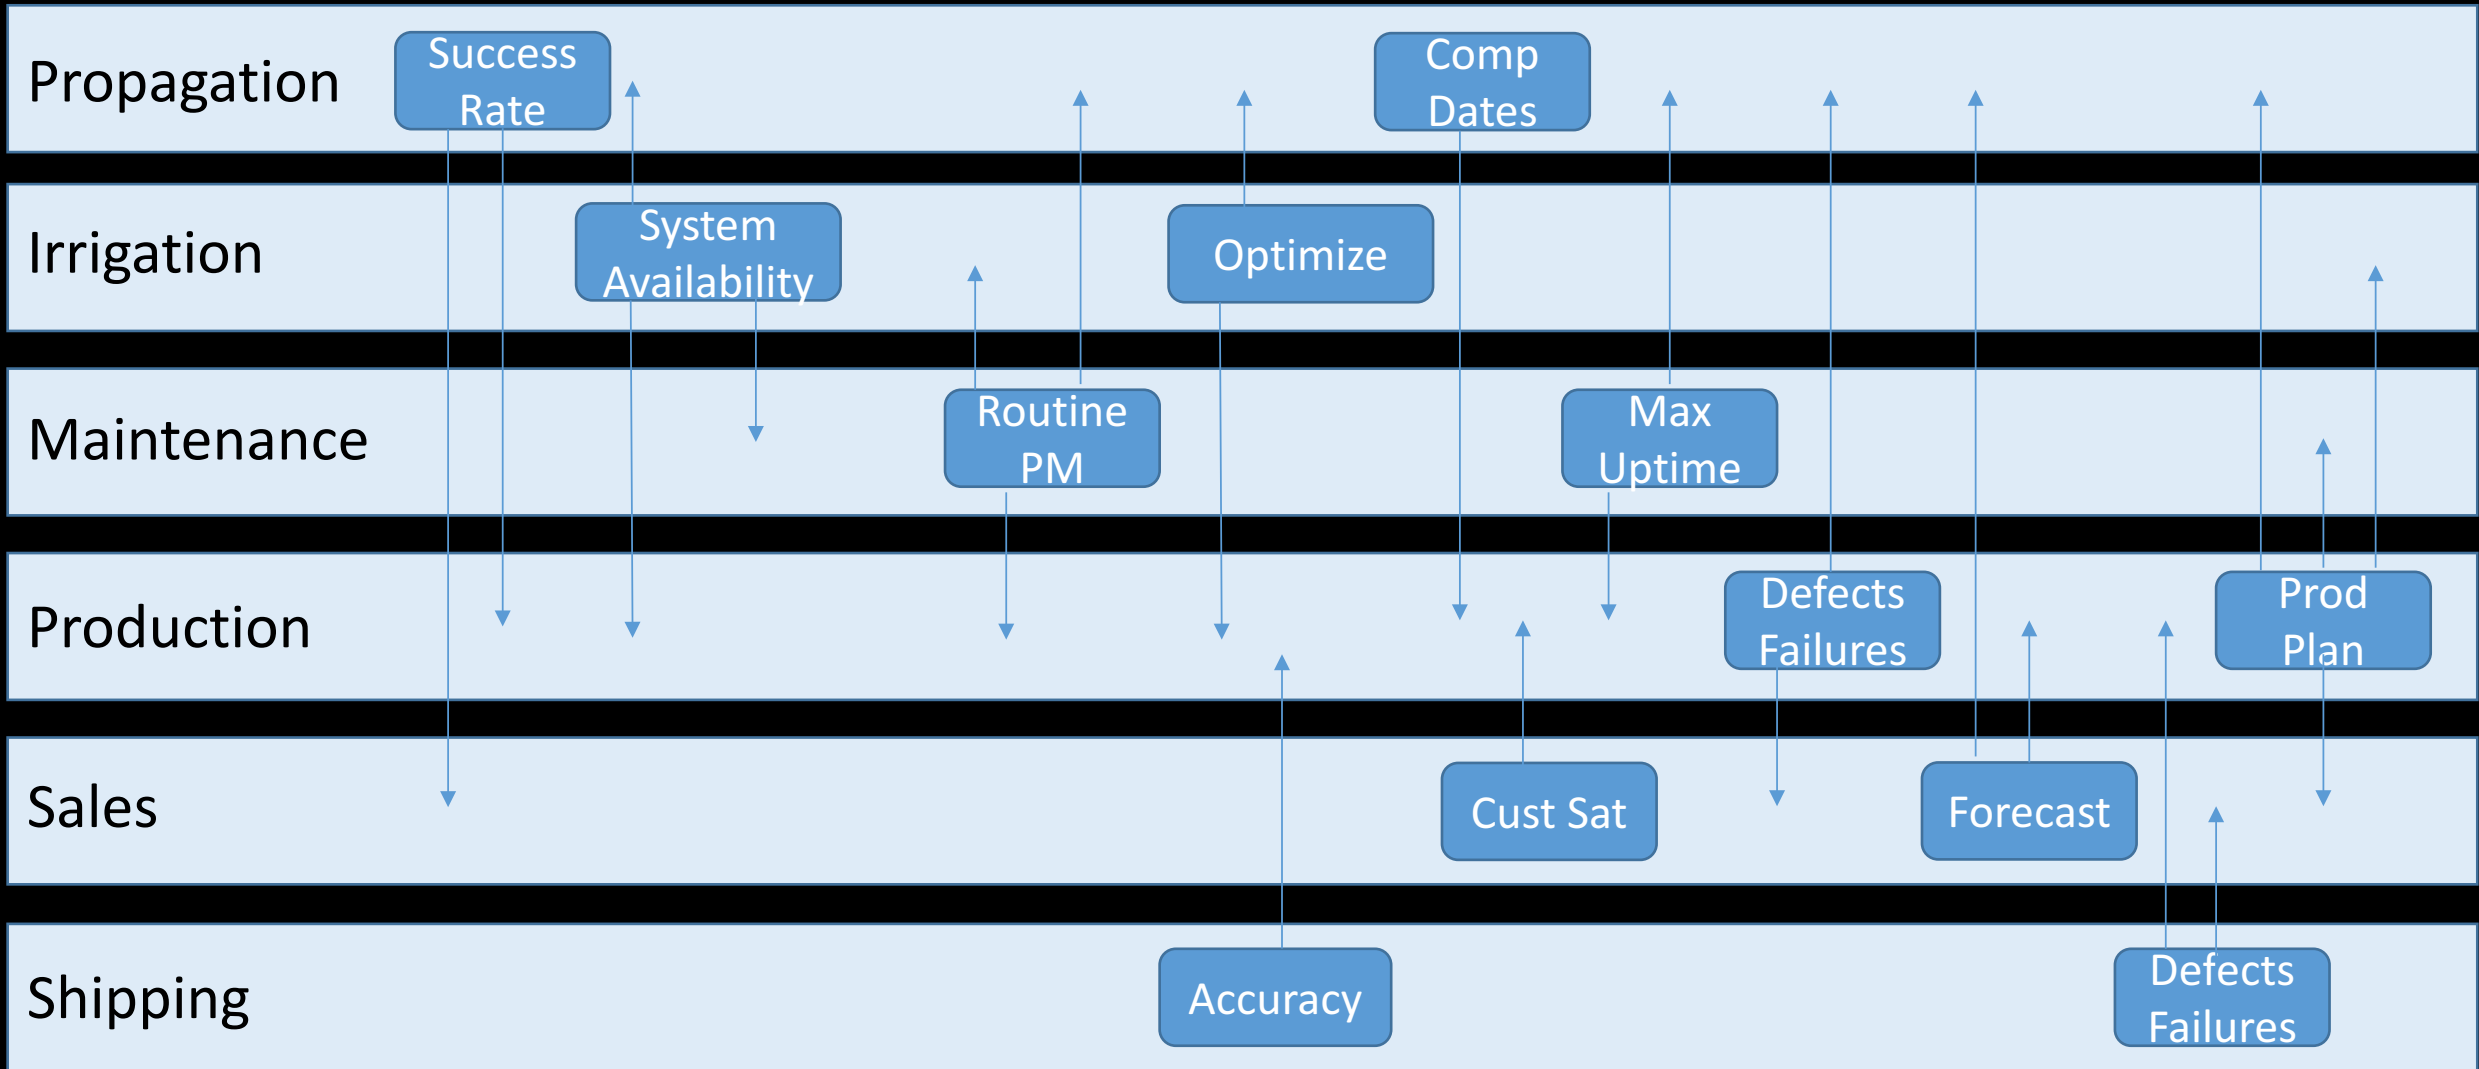 Propagation
Success
Rate
Comp
Dates
Irrigation
System
Availability
Optimize
Maintenance
Routine
PM
Max
Uptime
Production
Defects
Failures
Prod
Plan
Sales
Cust Sat
Forecast
Shipping
Accuracy
Defects
Failures